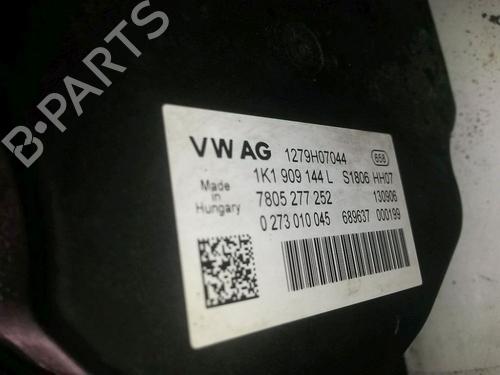 B-PARTS
VW AG 1279H07044 658
Made in Hungary
1K1 909 144 L S1806 HH07
7805 277 252 130906
0 273 010 045 689637 000199